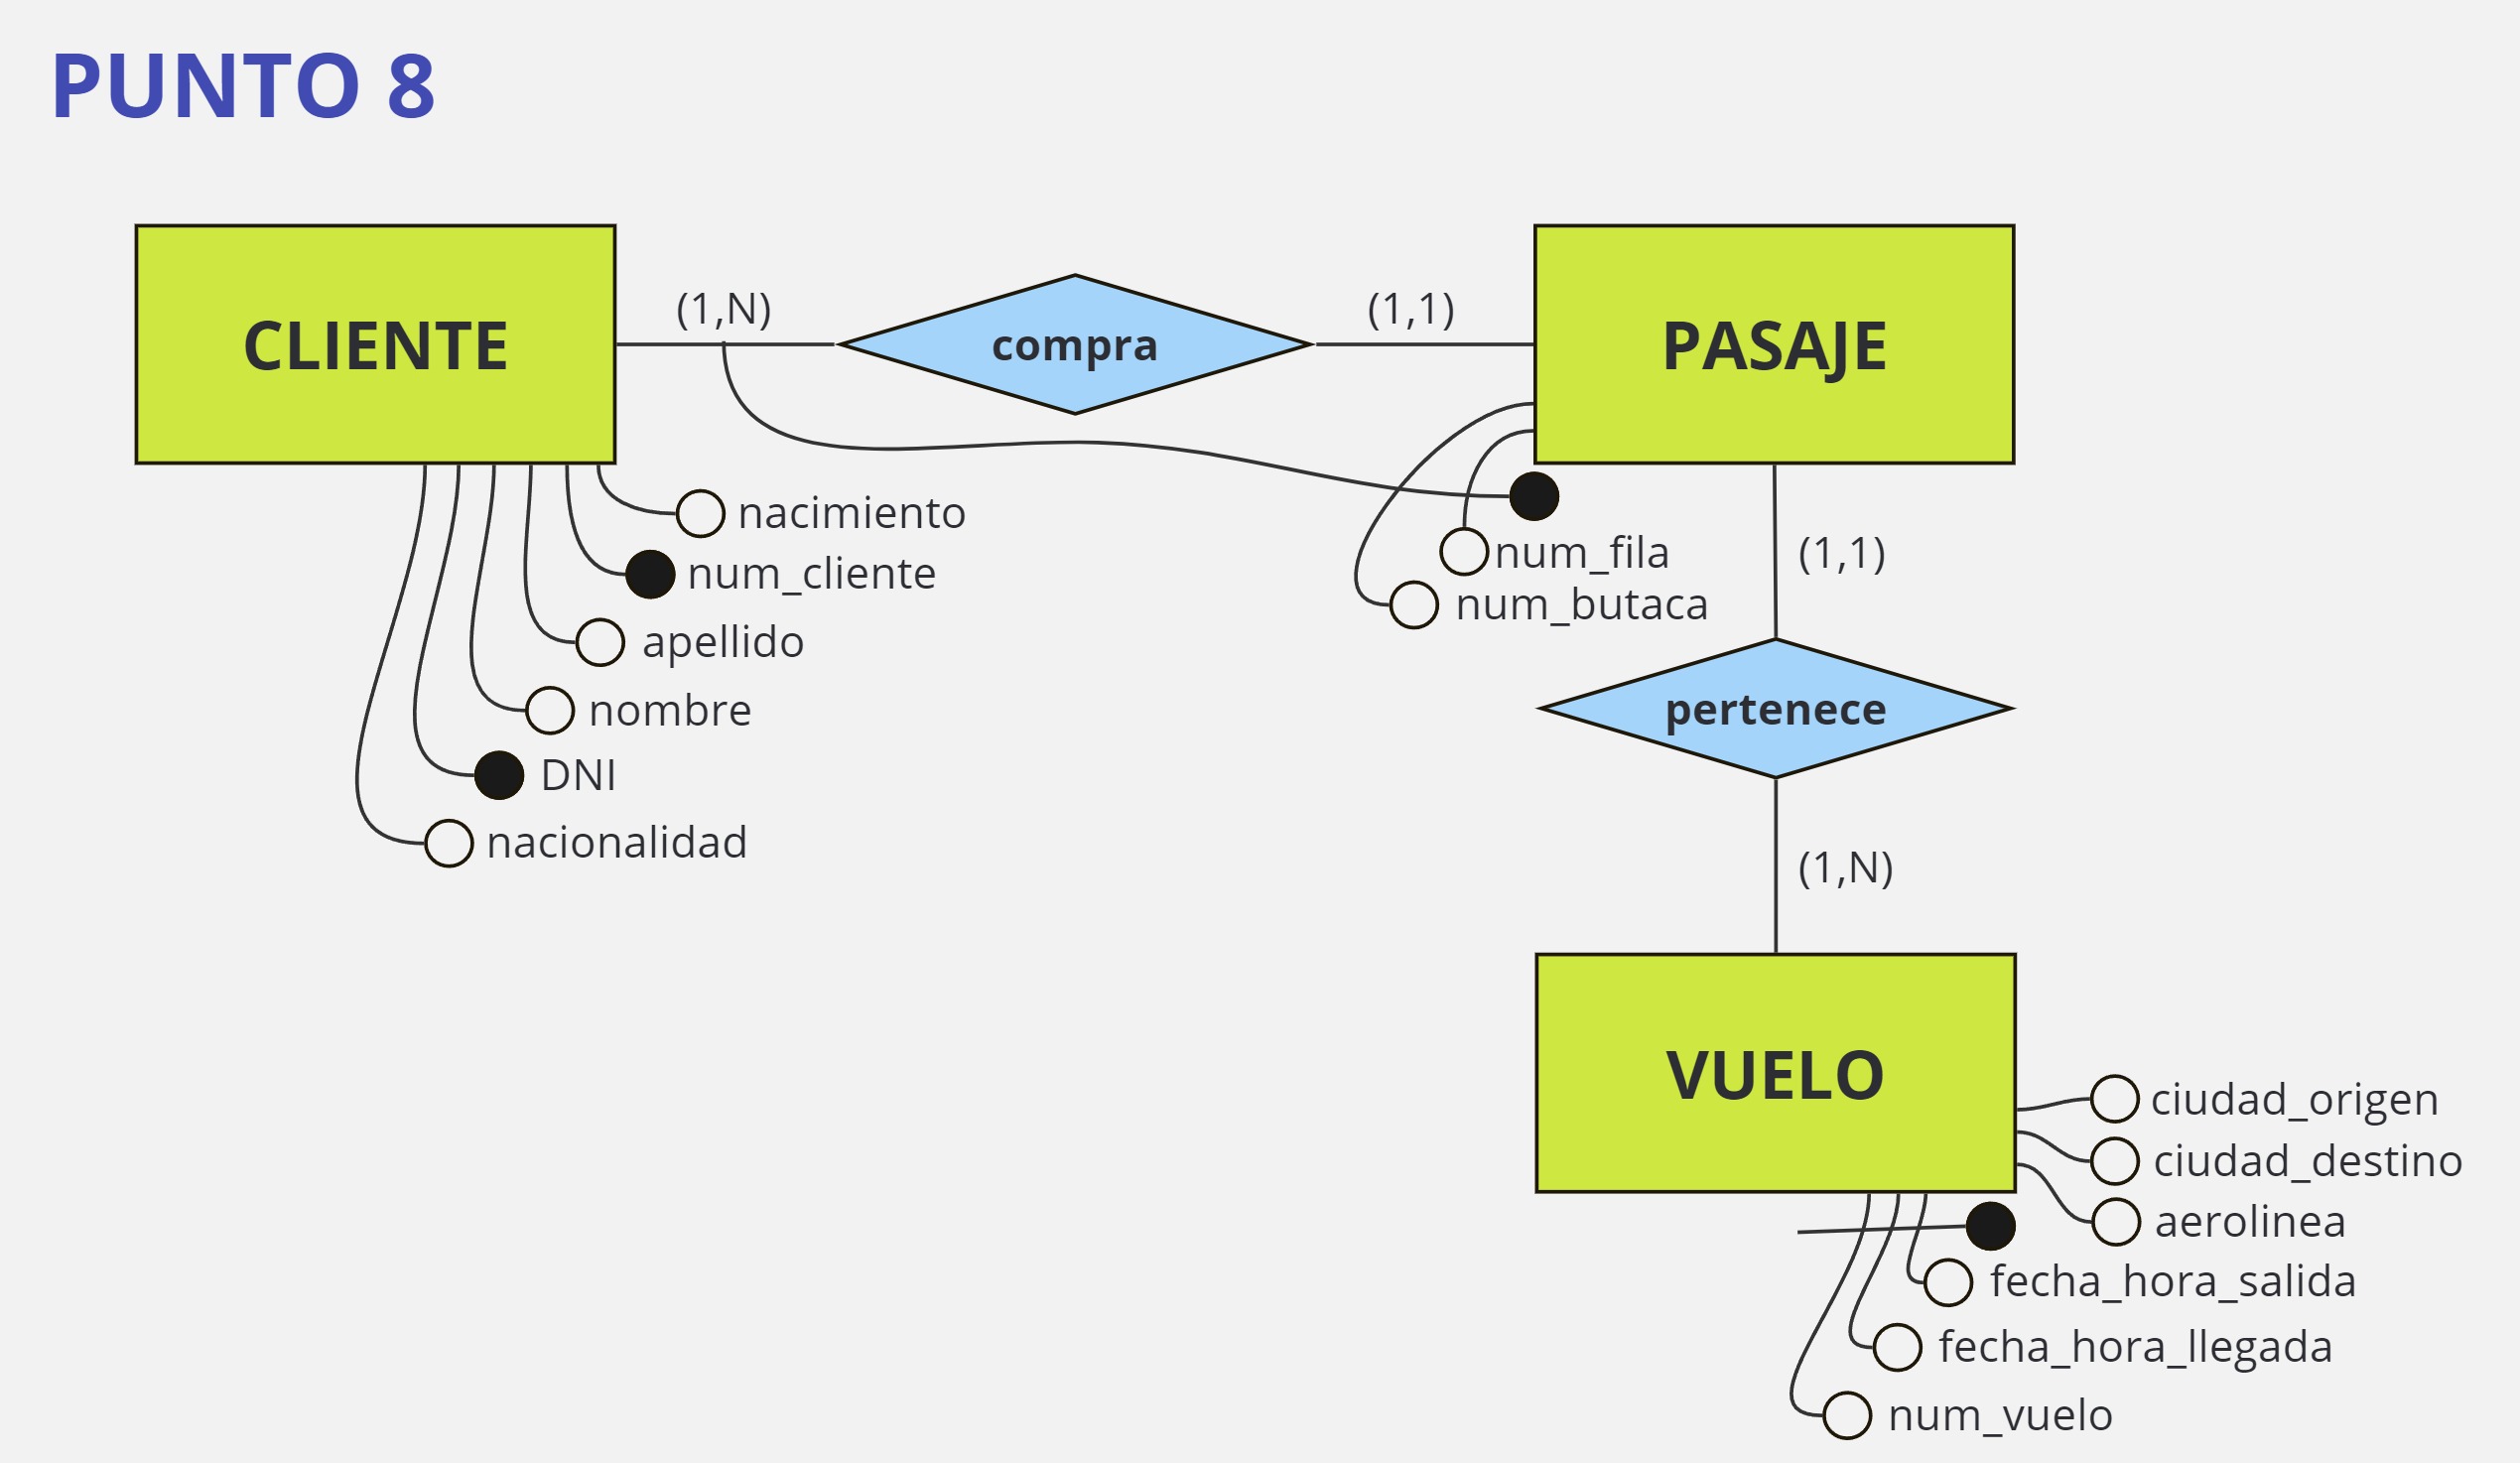 PUNTO 8
CLIENTE
(1,N)
compra
(1,1)
PASAJE
nacimiento
num_cliente
apellido
nombre
DNI
nacionalidad
num_fila
num_butaca
(1,1)
pertenece
(1,N)
VUELO
ciudad_origen
ciudad_destino
aerolinea
fecha_hora_salida
fecha_hora_llegada
num_vuelo